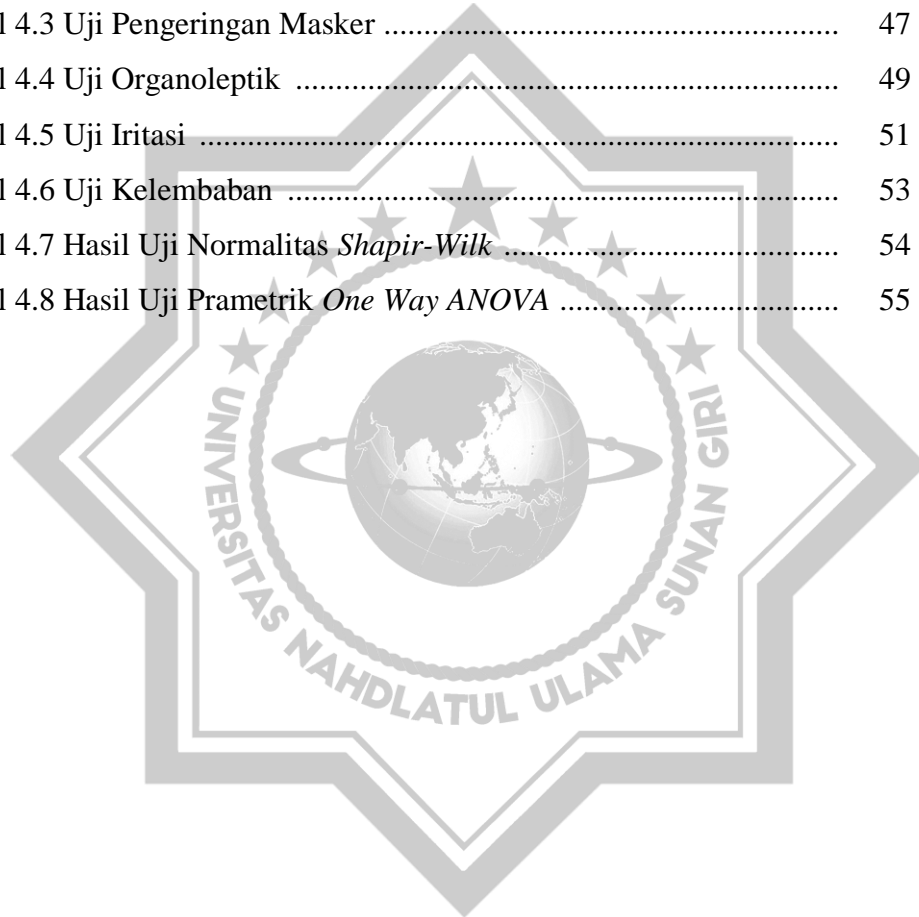 l 4.3 Uji Pengeringan Masker ................................................................ 47
l 4.4 Uji Organoleptik ............................................................................ 49
l 4.5 Uji Iritasi ........................................................................................ 51
l 4.6 Uji Kelembaban ............................................................................. 53
l 4.7 Hasil Uji Normalitas Shapir-Wilk ............................................... 54
l 4.8 Hasil Uji Prametrik One Way ANOVA ...................................... 55
UNIVERSITAS NAHDLATUL ULAMA SUNAN GIRI